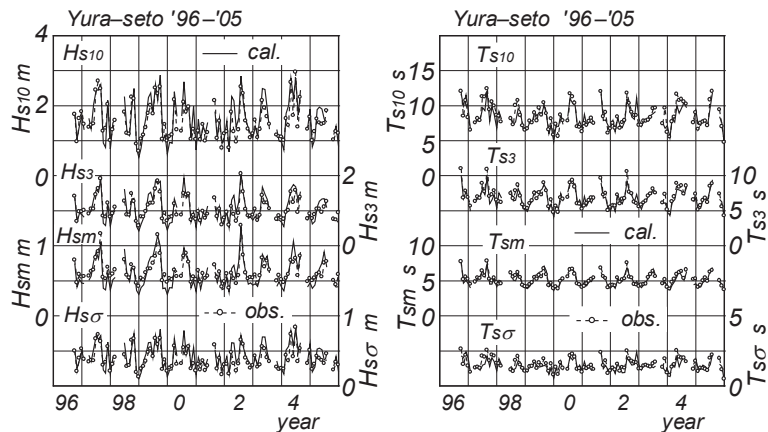 Yura–seto '96–'05
4
Hs10
cal.
Hs10 m
2
0
Hs3
2
Hs3 m
1
Hsm
0
Hsm m
0
Hsσ
obs.
1
Hsσ m
0
96 98 0 2 4
year
Yura–seto '96–'05
Ts10
15
Ts10 s
10
5
0
Ts3
10
Ts3 s
5
10
Tsm
cal.
0
Tsm s
5
0
Tsσ
obs.
5
Tsσ s
0
96 98 0 2 4
year